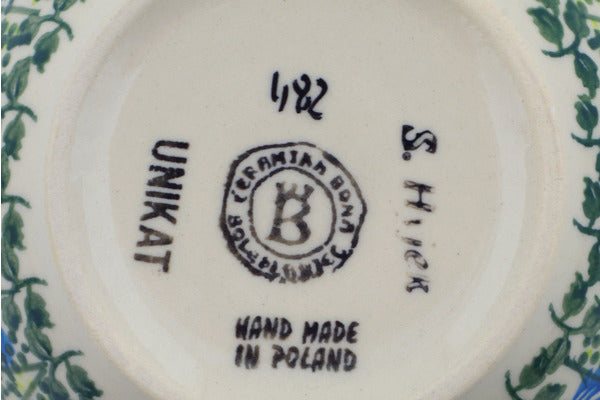 482
UNIKAT
CERAMIKA BONA
B
HAND MADE
IN POLAND